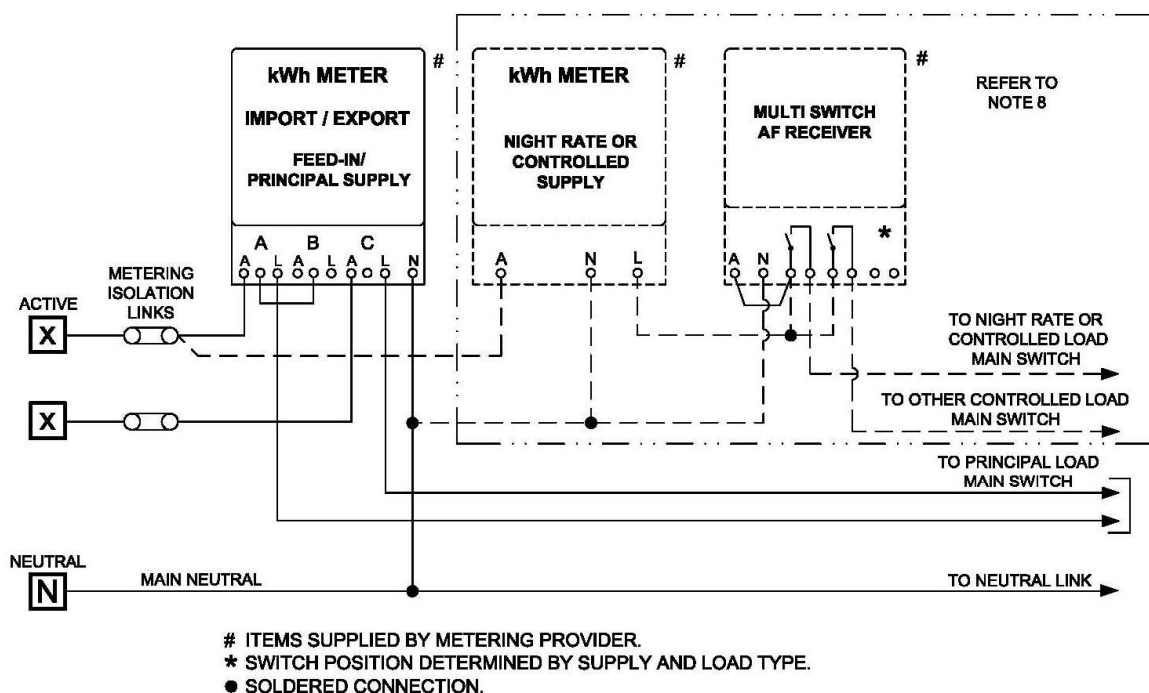 kWh METER
IMPORT / EXPORT
FEED-IN/
PRINCIPAL SUPPLY
#
kWh METER
NIGHT RATE OR
CONTROLLED
SUPPLY
#
MULTI SWITCH
AF RECEIVER
#
REFER TO
NOTE 8
A B C
A L A L A L N
A N L
A N
*
METERING
ISOLATION
LINKS
ACTIVE
X
X
TO NIGHT RATE OR
CONTROLLED LOAD
MAIN SWITCH
TO OTHER CONTROLLED LOAD
MAIN SWITCH
TO PRINCIPAL LOAD
MAIN SWITCH
NEUTRAL
N
MAIN NEUTRAL
TO NEUTRAL LINK
# ITEMS SUPPLIED BY METERING PROVIDER.
* SWITCH POSITION DETERMINED BY SUPPLY AND LOAD TYPE.
● SOLDERED CONNECTION.